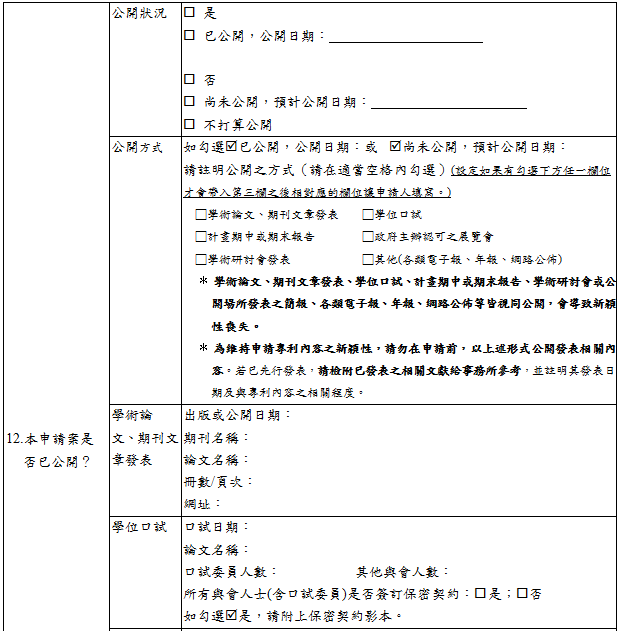 公開狀況
□ 是
□ 已公開，公開日期：
□ 否
□ 尚未公開，預計公開日期：
□ 不打算公開
公開方式
如勾選☑已公開，公開日期：或 ☑尚未公開，預計公開日期：
請註明公開之方式（請在適當空格內勾選）(設定如果有勾選下方任一欄位
才會帶入第三欄之後相對應的欄位讓申請人填寫。)
□學術論文、期刊文章發表 □學位口試
□計畫期中或期末報告 □政府主辦認可之展覽會
□學術研討會發表 □其他(各類電子報、年報、網路公佈)
＊ 學術論文、期刊文章發表、學位口試、計畫期中或期末報告、學術研討會或公
開場所發表之簡報、各類電子報、年報、網路公佈等皆視同公開，會導致新穎
性喪失。
＊ 為維持申請專利內容之新穎性，請勿在申請前，以上述形式公開發表相關內
容。若已先行發表，請檢附已發表之相關文獻給事務所參考，並註明其發表日
期及與專利內容之相關程度。
12.本申請案是
否已公開？
學術論
文、期刊文
章發表
出版或公開日期：
期刊名稱：
論文名稱：
冊數/頁次：
網址：
學位口試
口試日期：
論文名稱：
口試委員人數： 其他與會人數：
所有與會人士(含口試委員)是否簽訂保密契約：□是；□否
如勾選☑是，請附上保密契約影本。